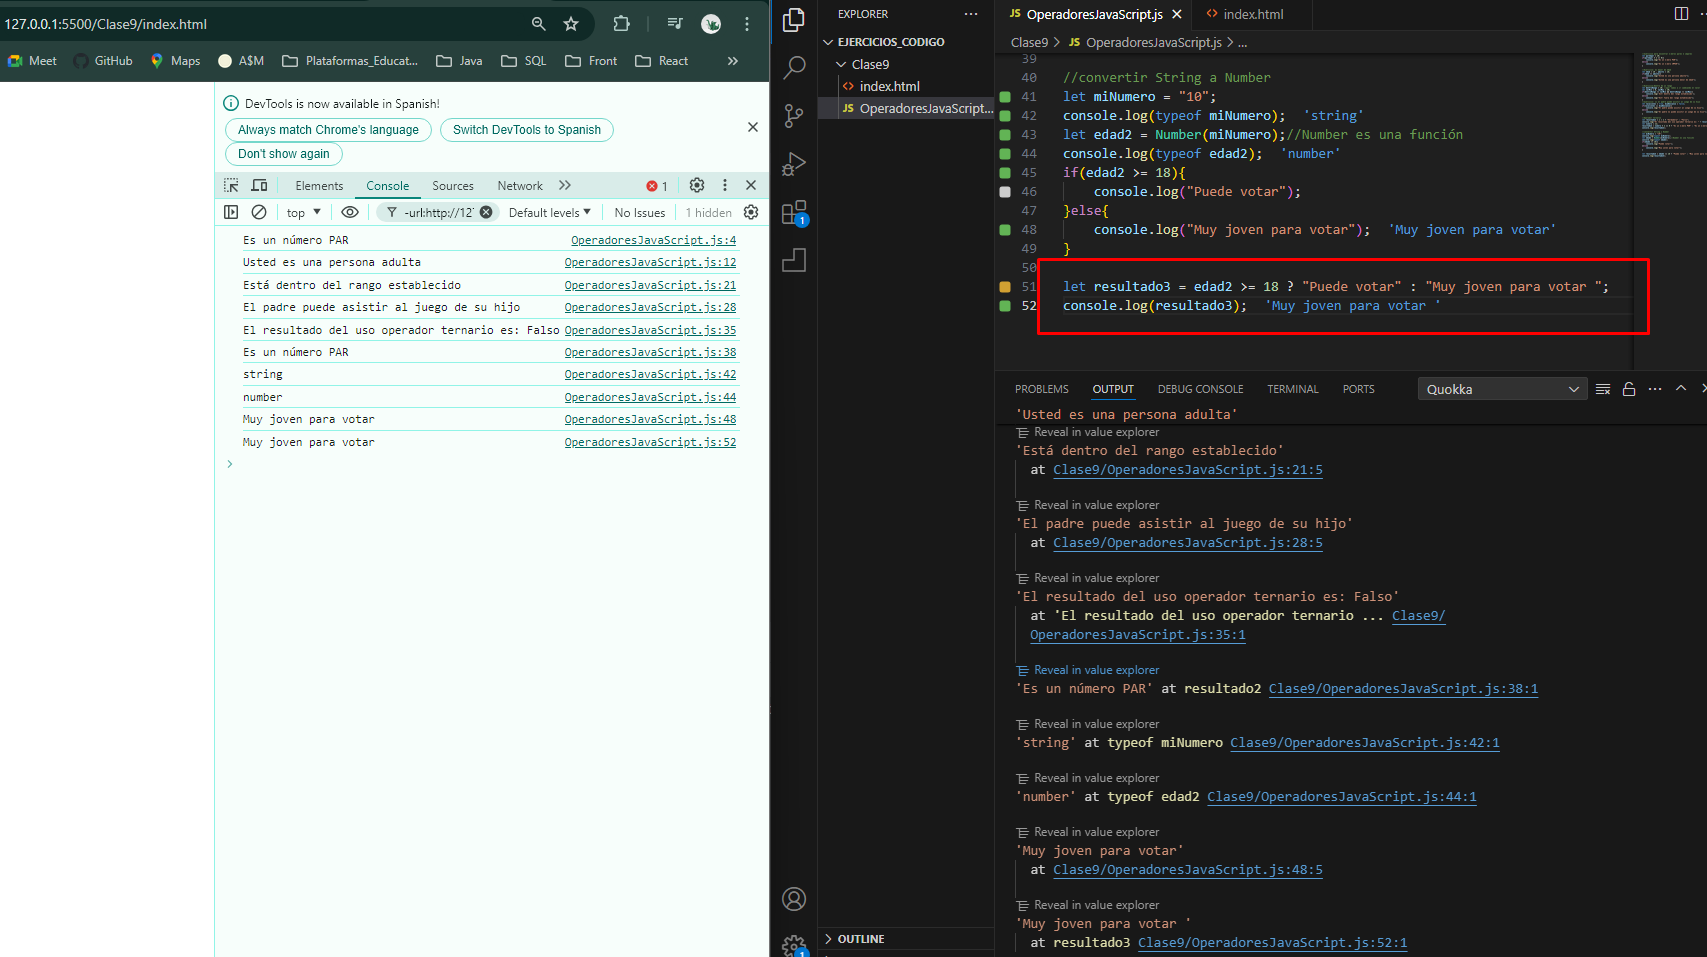 127.0.0.1:5500/Clase9/index.html
Meet GitHub Maps A$M Plataformas_Educat... Java SQL Front React »
DevTools is now available in Spanish!
Always match Chrome's language Switch DevTools to Spanish
Don't show again
Elements Console Sources Network » 1
top -url:http://12 Default levels No Issues 1 hidden
Es un número PAR OperadoresJavaScript.js:4
Usted es una persona adulta OperadoresJavaScript.js:12
Está dentro del rango establecido OperadoresJavaScript.js:21
El padre puede asistir al juego de su hijo OperadoresJavaScript.js:28
El resultado del uso operador ternario es: Falso OperadoresJavaScript.js:35
Es un número PAR OperadoresJavaScript.js:38
string OperadoresJavaScript.js:42
number OperadoresJavaScript.js:44
Muy joven para votar OperadoresJavaScript.js:48
Muy joven para votar OperadoresJavaScript.js:52
>
1
1
EXPLORER ...
EJERCICIOS_CODIGO
Clase9
<> index.html
JS OperadoresJavaScript...
OUTLINE
JS OperadoresJavaScript.js <> index.html
Clase9 > JS OperadoresJavaScript.js > ...
39
40 //convertir String a Number
41 let miNumero = "10";
42 console.log(typeof miNumero); 'string'
43 let edad2 = Number(miNumero);//Number es una función
44 console.log(typeof edad2); 'number'
45 if(edad2 >= 18){
46 console.log("Puede votar");
47 }else{
48 console.log("Muy joven para votar"); 'Muy joven para votar'
49 }
50
51 let resultado3 = edad2 >= 18 ? "Puede votar" : "Muy joven para votar ";
52 console.log(resultado3); 'Muy joven para votar '
PROBLEMS OUTPUT DEBUG CONSOLE TERMINAL PORTS Quokka
'Usted es una persona adulta'
Reveal in value explorer
'Está dentro del rango establecido'
at Clase9/OperadoresJavaScript.js:21:5
Reveal in value explorer
'El padre puede asistir al juego de su hijo'
at Clase9/OperadoresJavaScript.js:28:5
Reveal in value explorer
'El resultado del uso operador ternario es: Falso'
at 'El resultado del uso operador ternario ... Clase9/
OperadoresJavaScript.js:35:1
Reveal in value explorer
'Es un número PAR' at resultado2 Clase9/OperadoresJavaScript.js:38:1
Reveal in value explorer
'string' at typeof miNumero Clase9/OperadoresJavaScript.js:42:1
Reveal in value explorer
'number' at typeof edad2 Clase9/OperadoresJavaScript.js:44:1
Reveal in value explorer
'Muy joven para votar'
at Clase9/OperadoresJavaScript.js:48:5
Reveal in value explorer
'Muy joven para votar '
at resultado3 Clase9/OperadoresJavaScript.js:52:1